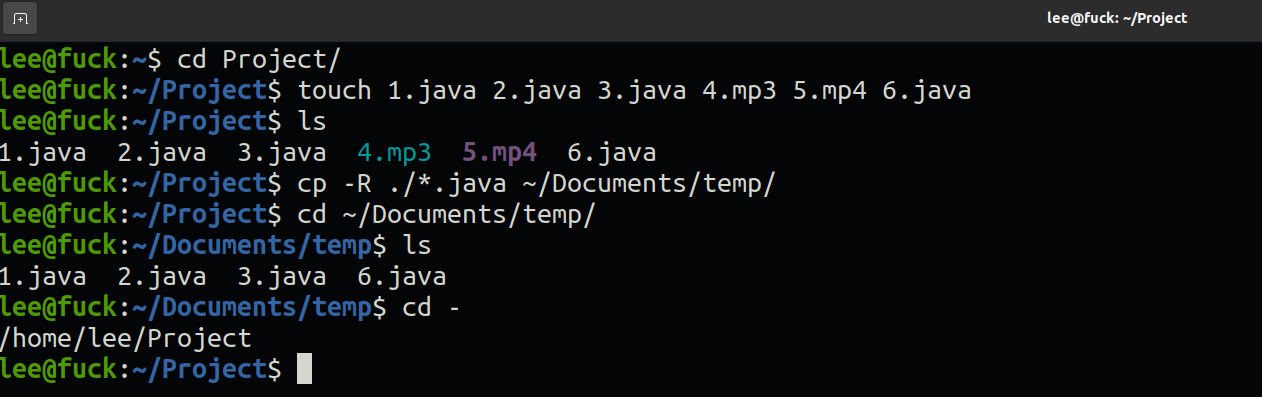 lee@fuck: ~/Project
lee@fuck:~$ cd Project/
lee@fuck:~/Project$ touch 1.java 2.java 3.java 4.mp3 5.mp4 6.java
lee@fuck:~/Project$ ls
1.java  2.java  3.java  4.mp3  5.mp4  6.java
lee@fuck:~/Project$ cp -R ./*.java ~/Documents/temp/
lee@fuck:~/Project$ cd ~/Documents/temp/
lee@fuck:~/Documents/temp$ ls
1.java  2.java  3.java  6.java
lee@fuck:~/Documents/temp$ cd -
/home/lee/Project
lee@fuck:~/Project$